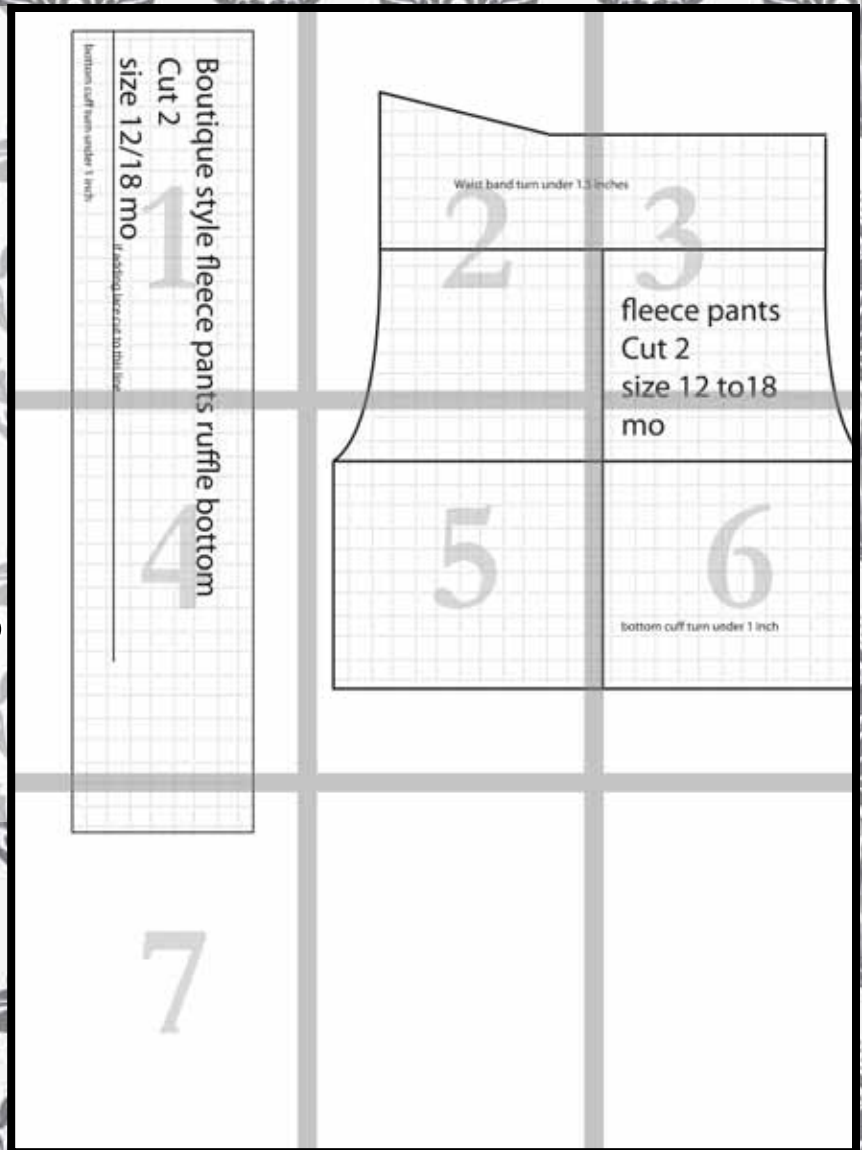 Boutique style fleece pants ruffle bottom
Cut 2
size 12/18 mo
if adding lace cut to this line
bottom cuff turn under 1 inch
1
Waist band turn under 1.5 inches
2
3
fleece pants
Cut 2
size 12 to18
mo
4
5
6
bottom cuff turn under 1 inch
7